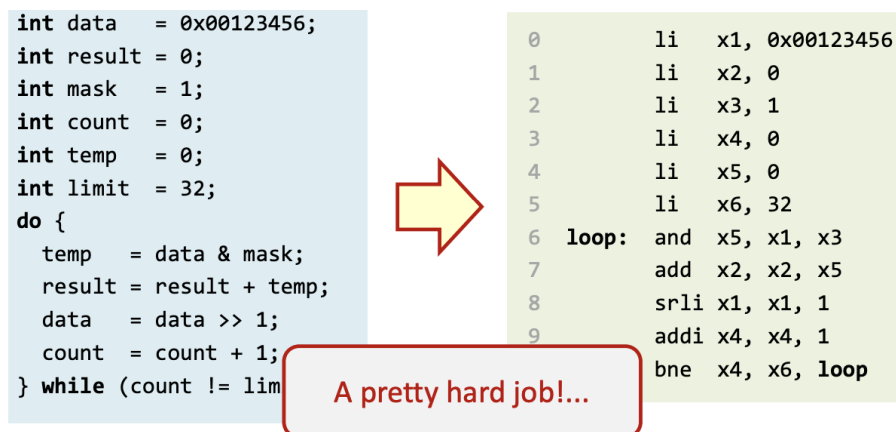 int data   = 0x00123456;
int result = 0;
int mask   = 1;
int count  = 0;
int temp   = 0;
int limit  = 32;
do {
  temp   = data & mask;
  result = result + temp;
  data   = data >> 1;
  count  = count + 1;
} while (count != lim
0        li   x1, 0x00123456
1        li   x2, 0
2        li   x3, 1
3        li   x4, 0
4        li   x5, 0
5        li   x6, 32
6 loop:  and  x5, x1, x3
7        add  x2, x2, x5
8        srli x1, x1, 1
9        addi x4, x4, 1
         bne  x4, x6, loop
A pretty hard job!...